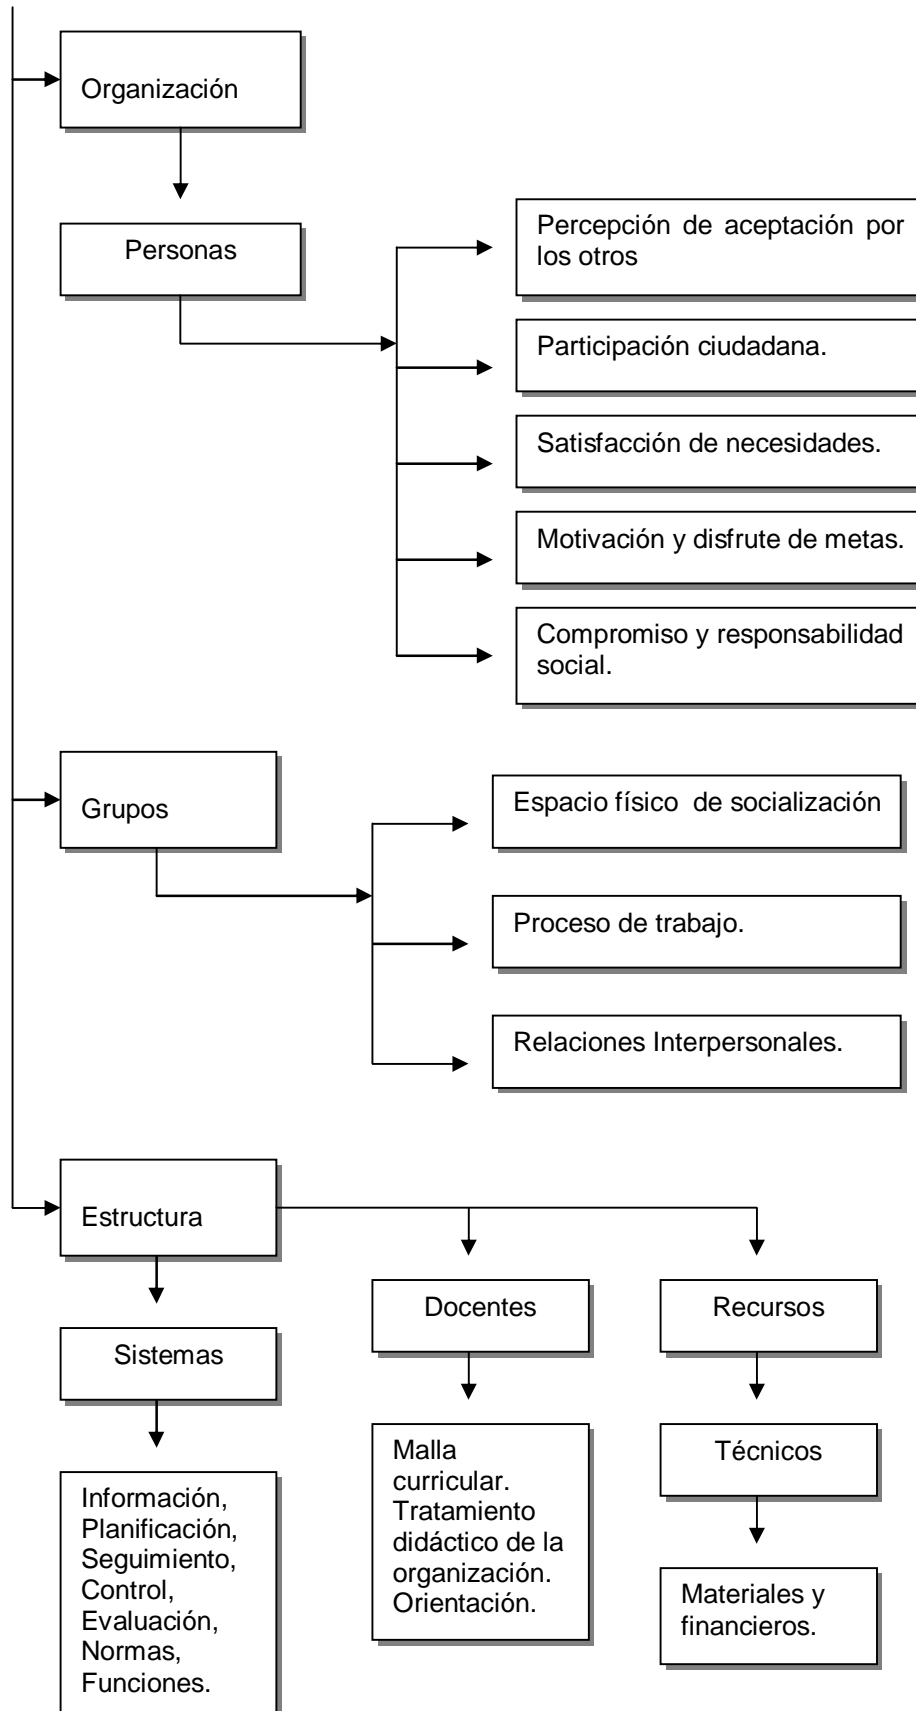 Organización
Personas
Percepción de aceptación por
los otros
Participación ciudadana.
Satisfacción de necesidades.
Motivación y disfrute de metas.
Compromiso y responsabilidad
social.
Grupos
Espacio físico de socialización
Proceso de trabajo.
Relaciones Interpersonales.
Estructura
Sistemas
Información,
Planificación,
Seguimiento,
Control,
Evaluación,
Normas,
Funciones.
Docentes
Malla
curricular.
Tratamiento
didáctico de la
organización.
Orientación.
Recursos
Técnicos
Materiales y
financieros.